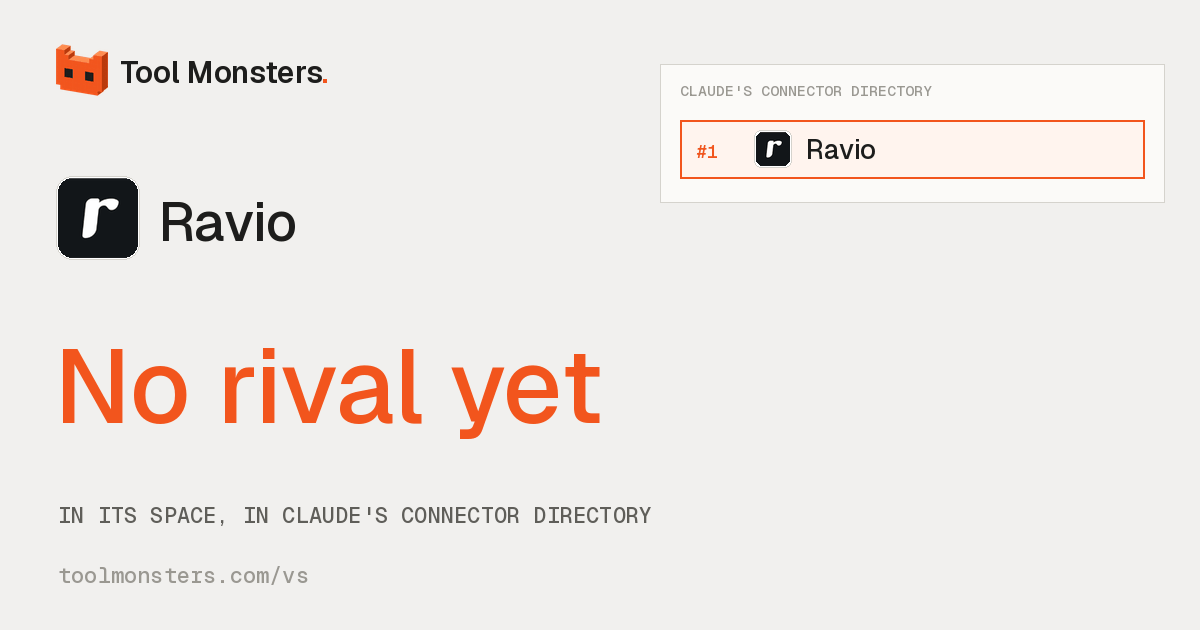 Tool Monsters.
CLAUDE'S CONNECTOR DIRECTORY
#1 r Ravio
r Ravio
No rival yet
IN ITS SPACE, IN CLAUDE'S CONNECTOR DIRECTORY
toolmonsters.com/vs